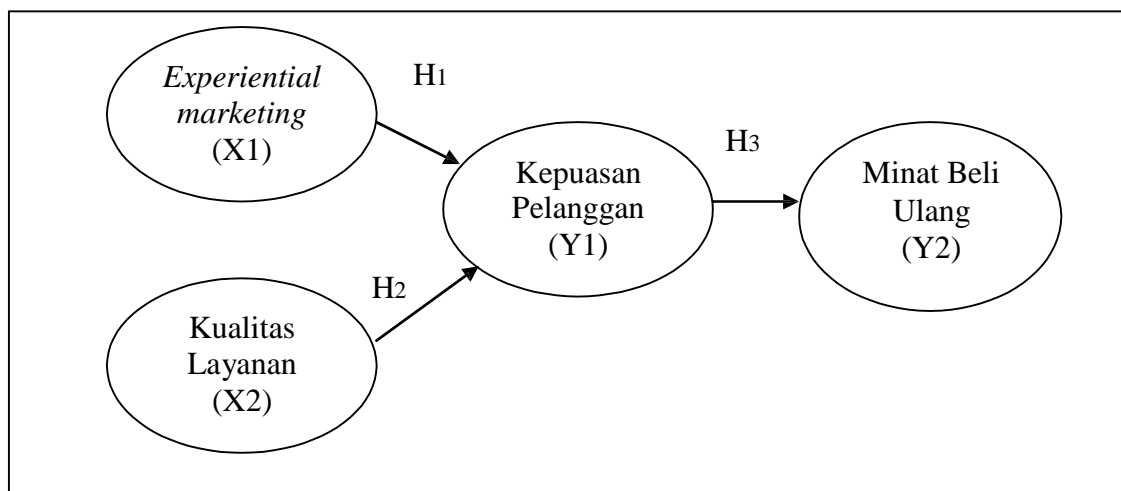 Experiential
marketing
(X1)
H1
Kepuasan
Pelanggan
(Y1)
H3
Minat Beli
Ulang
(Y2)
H2
Kualitas
Layanan
(X2)